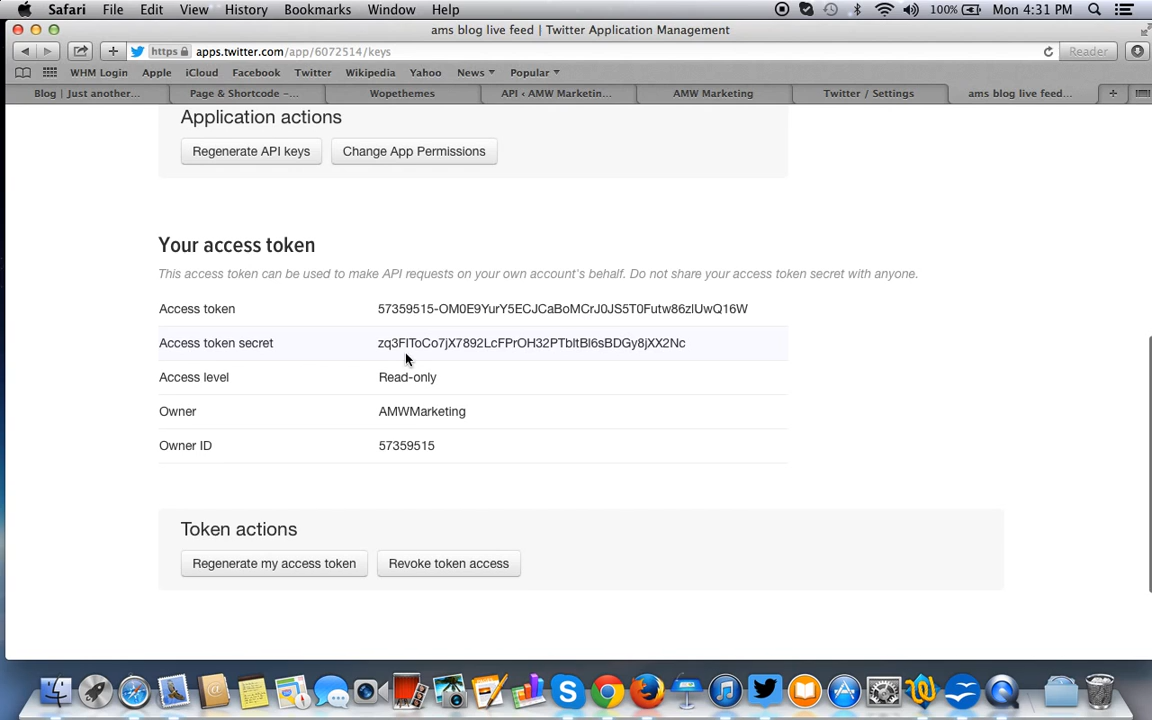 Safari File Edit View History Bookmarks Window Help 100% Mon 4:31 PM
ams blog live feed | Twitter Application Management
https apps.twitter.com/app/6072514/keys Reader
WHM Login Apple iCloud Facebook Twitter Wikipedia Yahoo News Popular
Blog | Just another... Page & Shortcode –... Wopethemes API ‹ AMW Marketin... AMW Marketing Twitter / Settings ams blog live feed...
Application actions
Regenerate API keys Change App Permissions
Your access token
This access token can be used to make API requests on your own account's behalf. Do not share your access token secret with anyone.
Access token 57359515-OM0E9YurY5ECJCaBoMCrJ0JS5T0Futw86zlUwQ16W
Access token secret zq3FIToCo7jX7892LcFPrOH32PTbltBl6sBDGy8jXX2Nc
Access level Read-only
Owner AMWMarketing
Owner ID 57359515
Token actions
Regenerate my access token Revoke token access